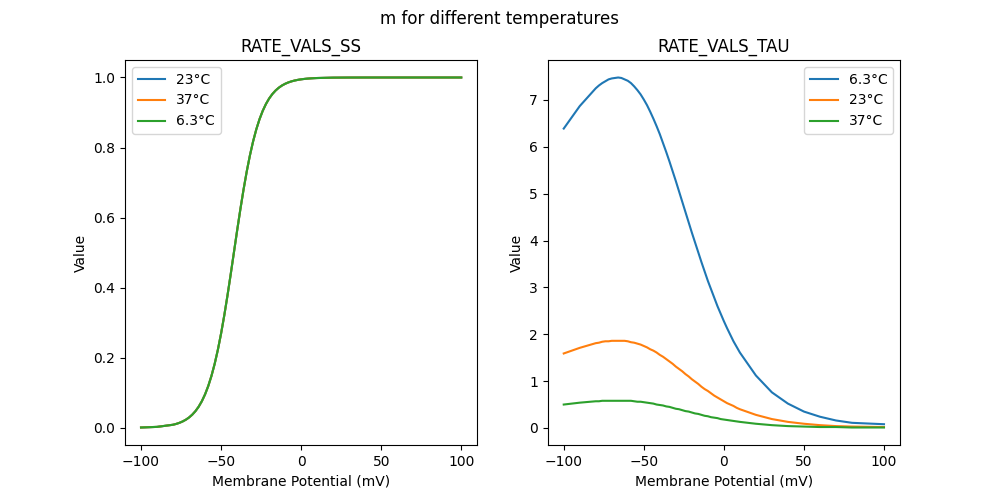 m for different temperatures
RATE_VALS_SS
RATE_VALS_TAU
23°C
37°C
6.3°C
6.3°C
23°C
37°C
1.0
0.8
0.6
0.4
0.2
0.0
Value
−100
−50
0
50
100
Membrane Potential (mV)
7
6
5
4
3
2
1
0
Value
−100
−50
0
50
100
Membrane Potential (mV)